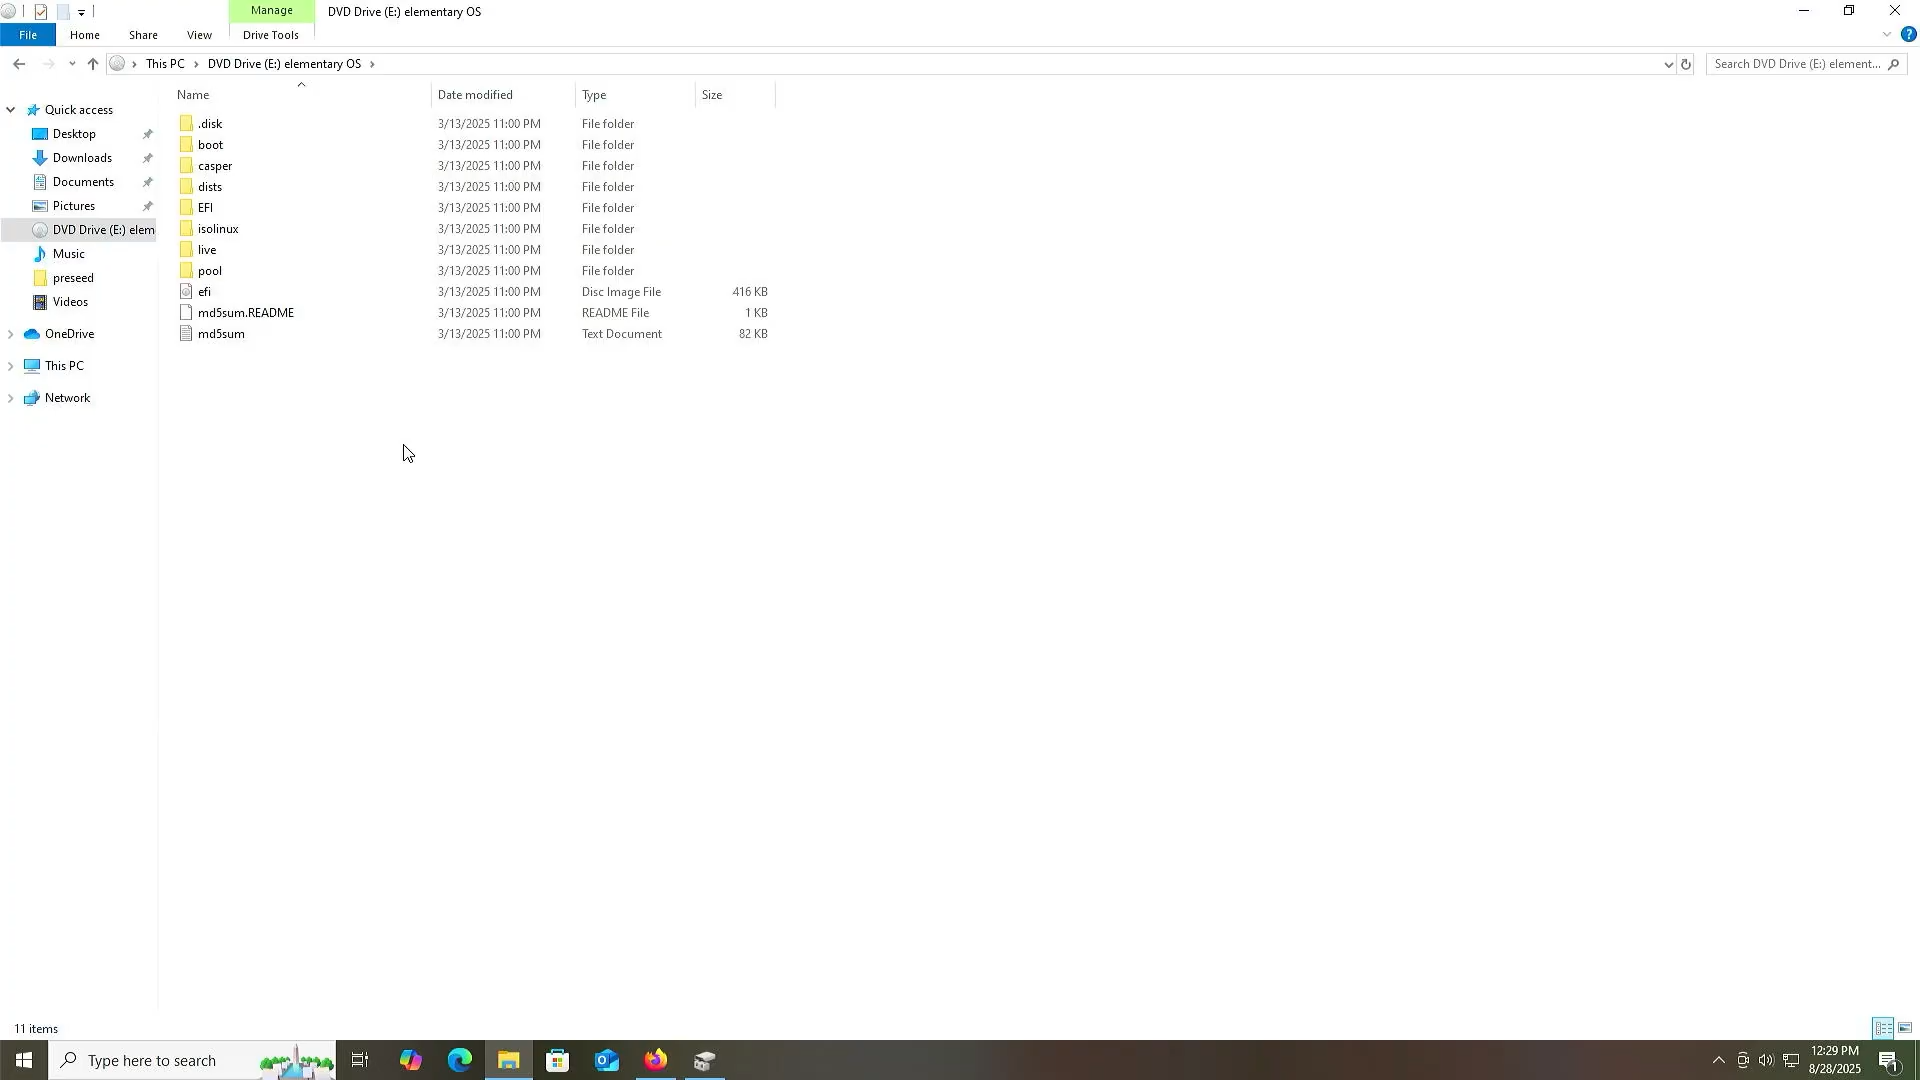 Manage
DVD Drive (E:) elementary OS
File
Home
Share
View
Drive Tools
This PC
DVD Drive (E:) elementary OS
Search DVD Drive (E:) element...
Name
Date modified
Type
Size
Quick access
Desktop
Downloads
Documents
Pictures
DVD Drive (E:) elem
Music
preseed
Videos
OneDrive
This PC
Network
.disk 3/13/2025 11:00 PM File folder
boot 3/13/2025 11:00 PM File folder
casper 3/13/2025 11:00 PM File folder
dists 3/13/2025 11:00 PM File folder
EFI 3/13/2025 11:00 PM File folder
isolinux 3/13/2025 11:00 PM File folder
live 3/13/2025 11:00 PM File folder
pool 3/13/2025 11:00 PM File folder
efi 3/13/2025 11:00 PM Disc Image File 416 KB
md5sum.README 3/13/2025 11:00 PM README File 1 KB
md5sum 3/13/2025 11:00 PM Text Document 82 KB
11 items
Type here to search
12:29 PM
8/28/2025
1